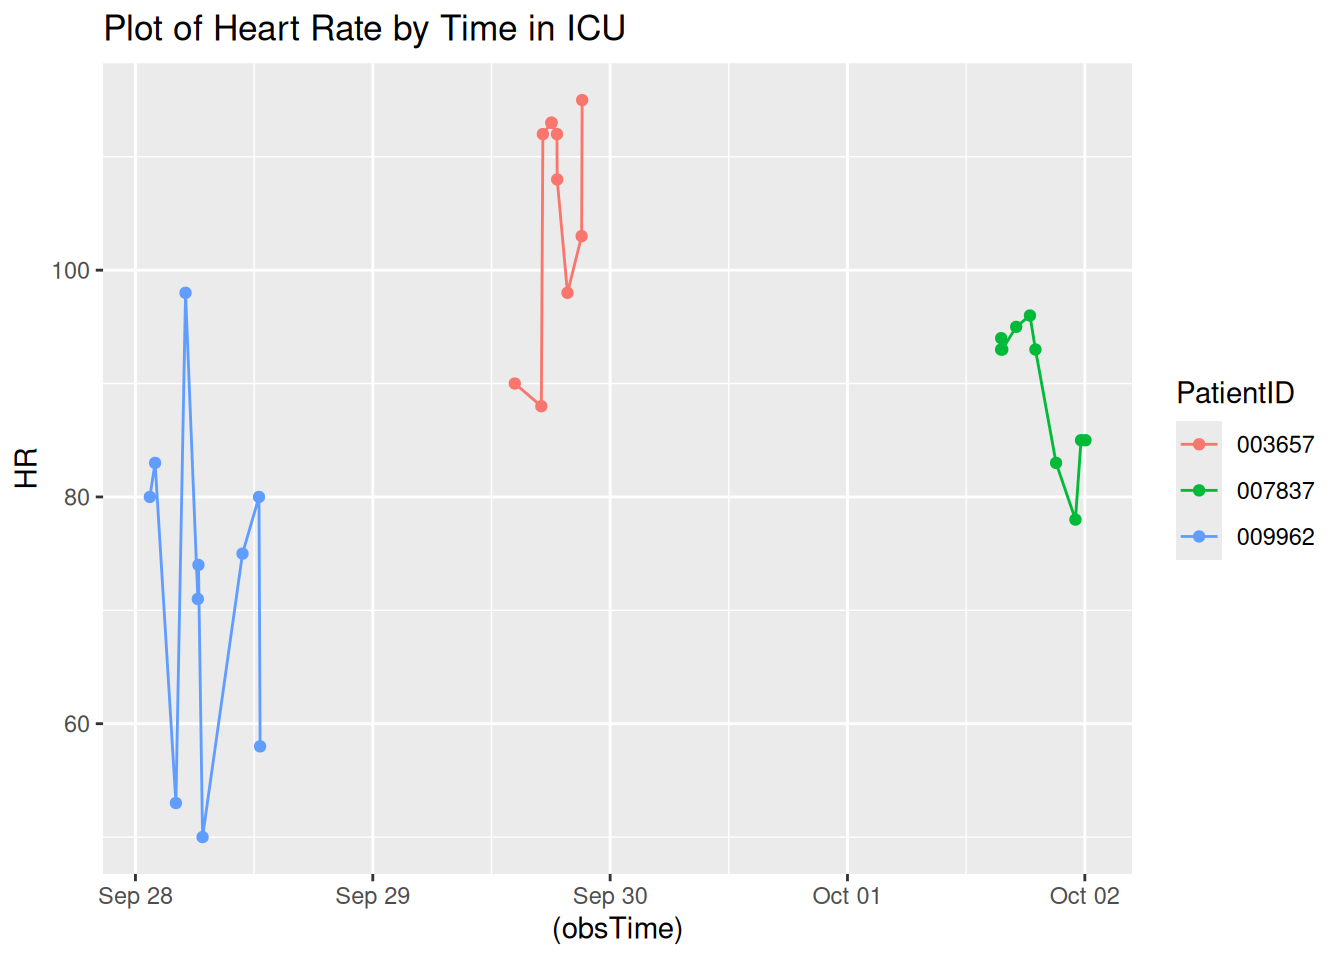 Plot of Heart Rate by Time in ICU
HR
100
80
60
Sep 28
Sep 29
Sep 30
Oct 01
Oct 02
(obsTime)
PatientID
003657
007837
009962